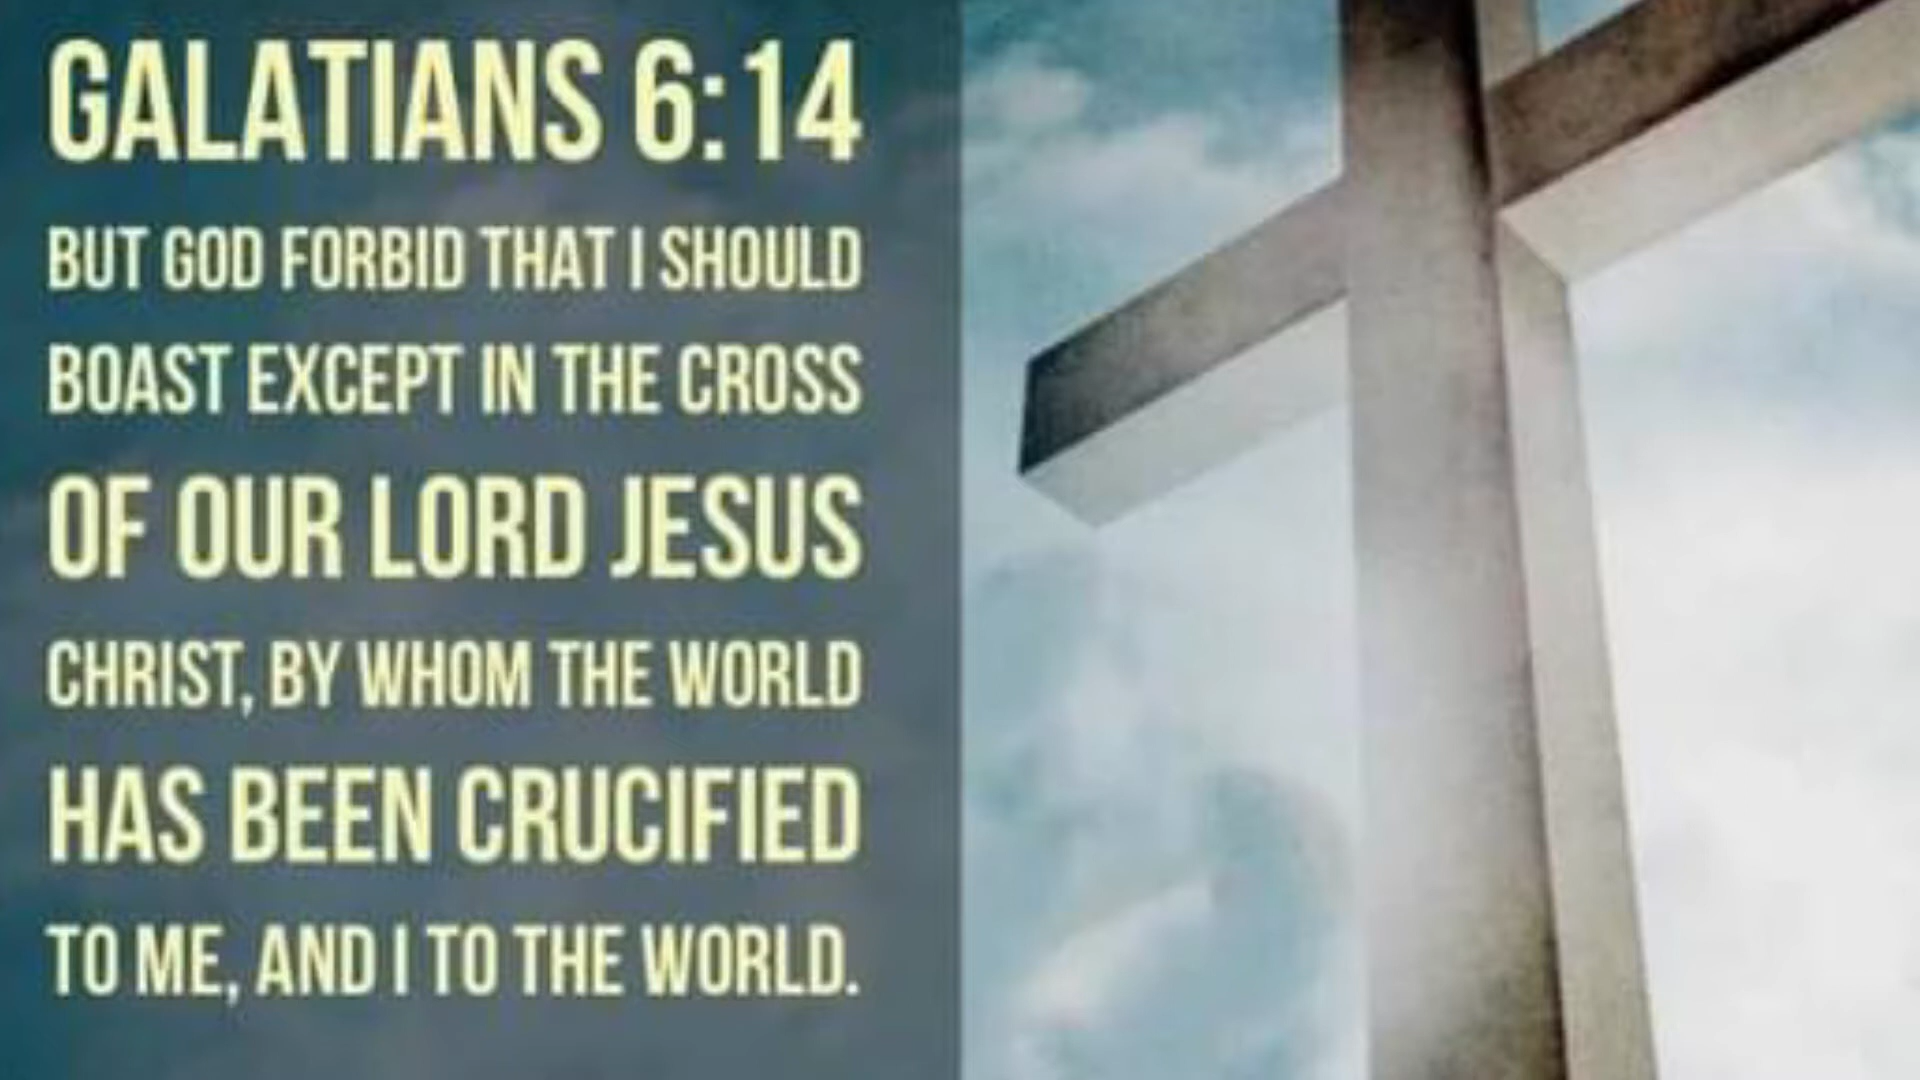 GALATIANS 6:14
BUT GOD FORBID THAT I SHOULD
BOAST EXCEPT IN THE CROSS
OF OUR LORD JESUS
CHRIST, BY WHOM THE WORLD
HAS BEEN CRUCIFIED
TO ME, AND I TO THE WORLD.